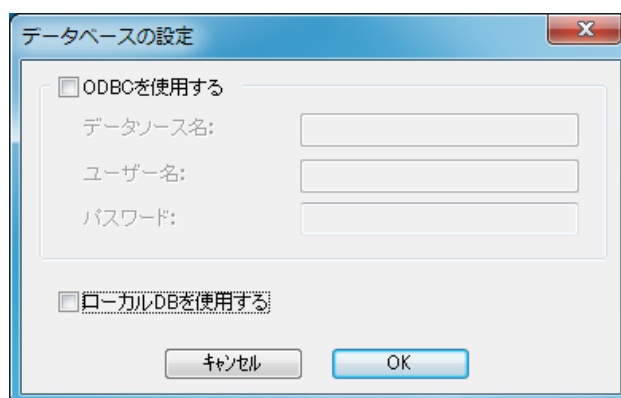 データベースの設定
ODBCを使用する
データソース名:
ユーザー名:
パスワード:
ローカルDBを使用する
ｷｬﾝｾﾙ OK